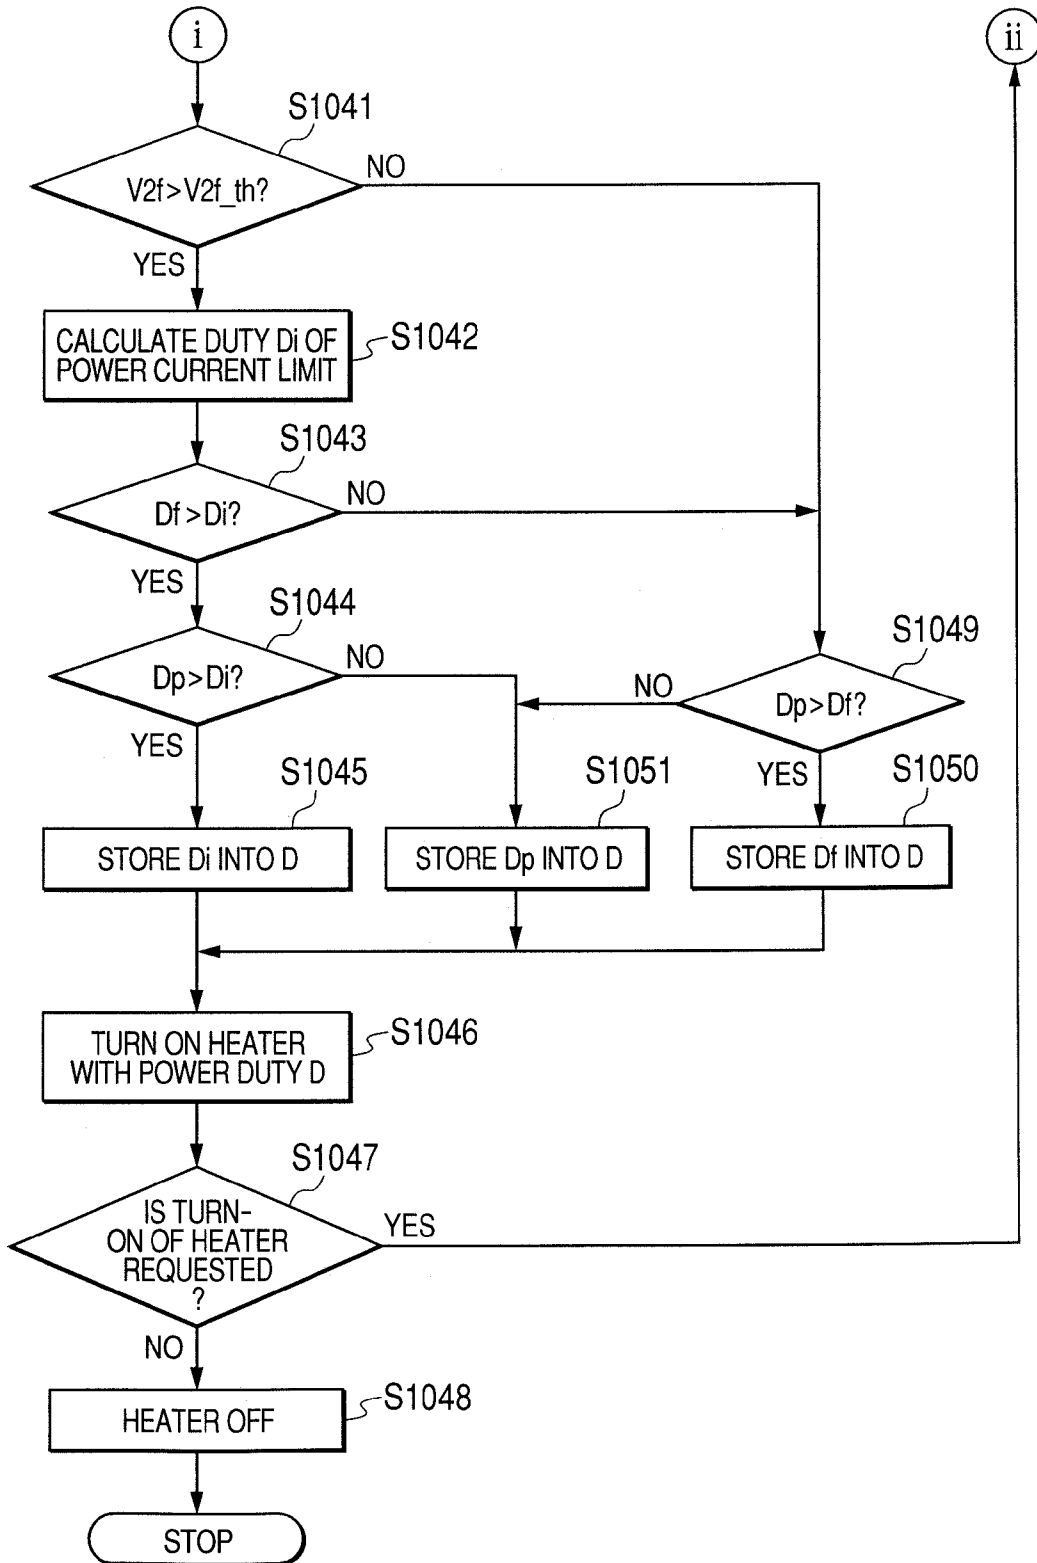 i
ii
S1041
V2f>V2f_th?
NO
YES
CALCULATE DUTY Di OF
POWER CURRENT LIMIT
S1042
S1043
Df>Di?
NO
YES
S1044
Dp>Di?
NO
YES
S1049
Dp>Df?
NO
YES
S1045
STORE Di INTO D
S1051
STORE Dp INTO D
S1050
STORE Df INTO D
TURN ON HEATER
WITH POWER DUTY D
S1046
S1047
IS TURN-
ON OF HEATER
REQUESTED
?
YES
NO
HEATER OFF
S1048
STOP